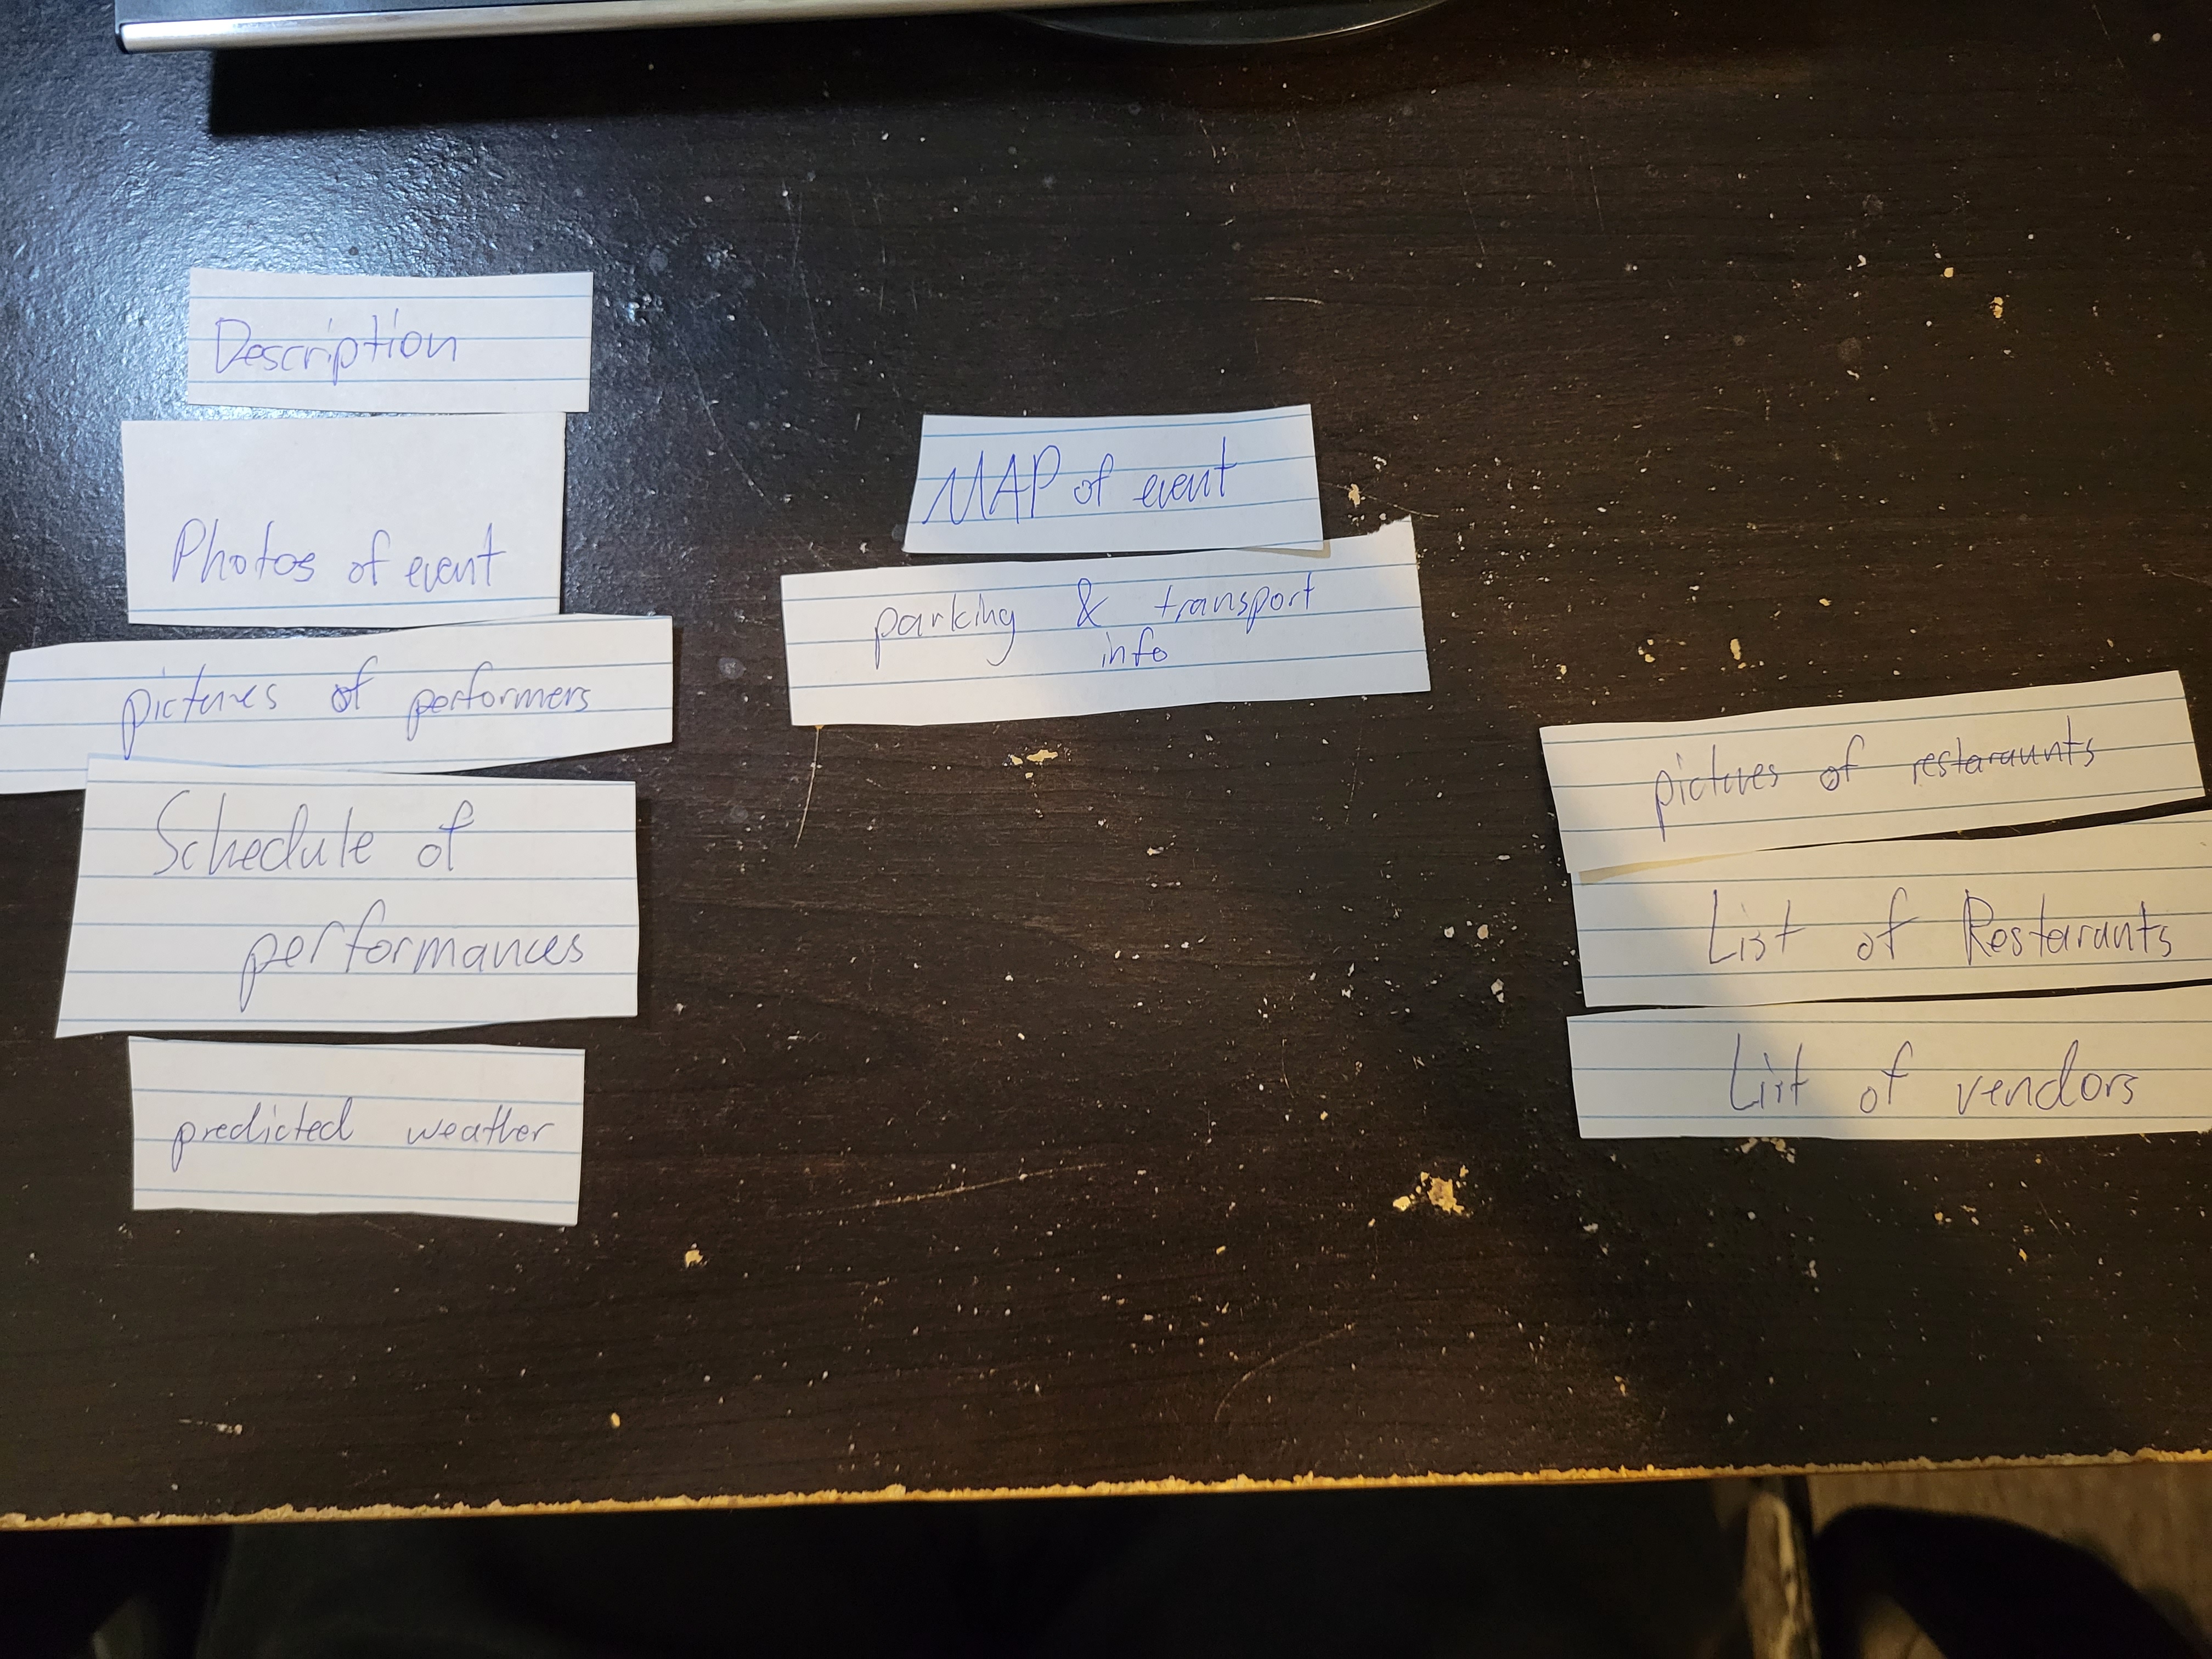 Description
Photos of event
pictures of performers
Schedule of
performances
predicted weather
MAP of event
parking & transport
info
pictures of restaraunts
List of Restarunts
List of vendors